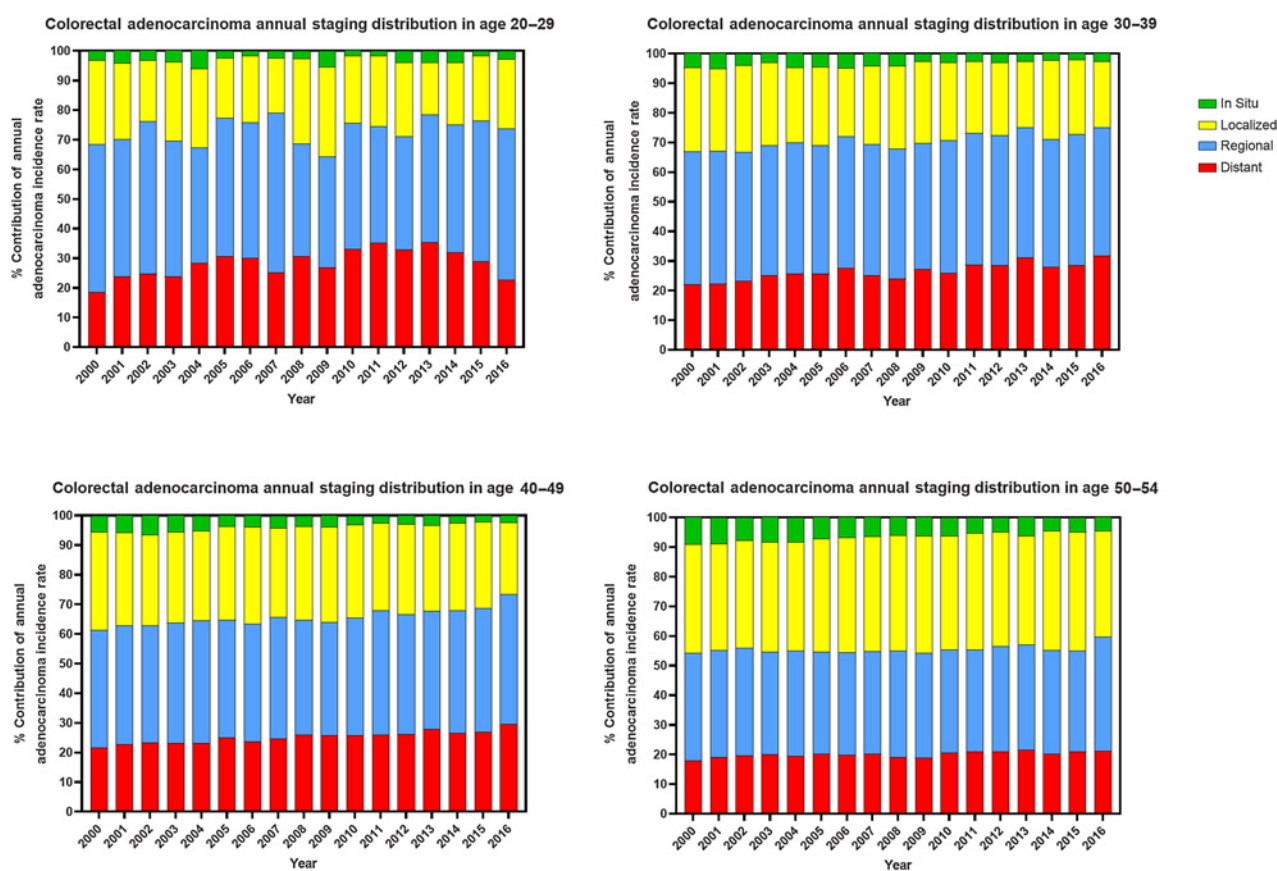 Colorectal adenocarcinoma annual staging distribution in age 20–29
% Contribution of annual
adenocarcinoma incidence rate
100
90
80
70
60
50
40
30
20
10
0
2000 2001 2002 2003 2004 2005 2006 2007 2008 2009 2010 2011 2012 2013 2014 2015 2016
Year
Colorectal adenocarcinoma annual staging distribution in age 30–39
% Contribution of annual
adenocarcinoma incidence rate
100
90
80
70
60
50
40
30
20
10
0
2000 2001 2002 2003 2004 2005 2006 2007 2008 2009 2010 2011 2012 2013 2014 2015 2016
Year
In Situ
Localized
Regional
Distant
Colorectal adenocarcinoma annual staging distribution in age 40–49
% Contribution of annual
adenocarcinoma incidence rate
100
90
80
70
60
50
40
30
20
10
0
2000 2001 2002 2003 2004 2005 2006 2007 2008 2009 2010 2011 2012 2013 2014 2015 2016
Year
Colorectal adenocarcinoma annual staging distribution in age 50–54
% Contribution of annual
adenocarcinoma incidence rate
100
90
80
70
60
50
40
30
20
10
0
2000 2001 2002 2003 2004 2005 2006 2007 2008 2009 2010 2011 2012 2013 2014 2015 2016
Year